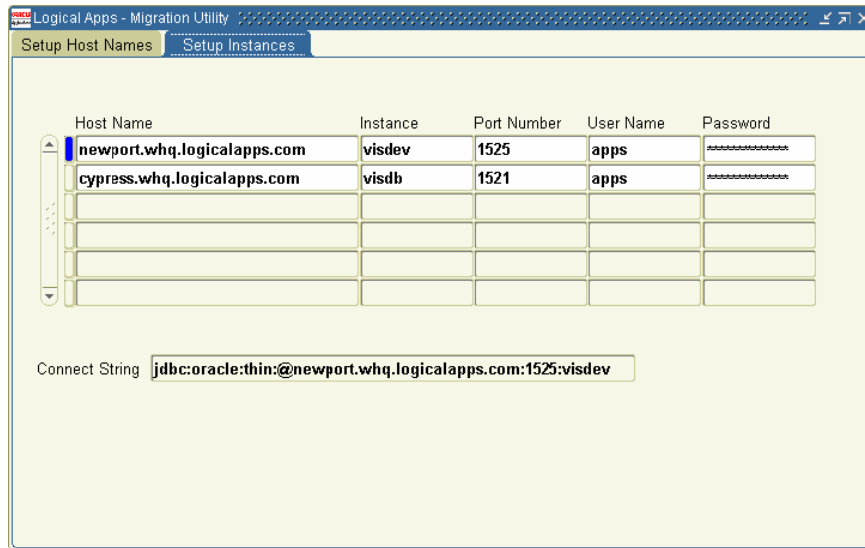 ORACLE
Logical Apps - Migration Utility
Setup Host Names Setup Instances
Host Name Instance Port Number User Name Password
newport.whq.logicalapps.com visdev 1525 apps *************
cypress.whq.logicalapps.com visdb 1521 apps *************
Connect String jdbc:oracle:thin:@newport.whq.logicalapps.com:1525:visdev